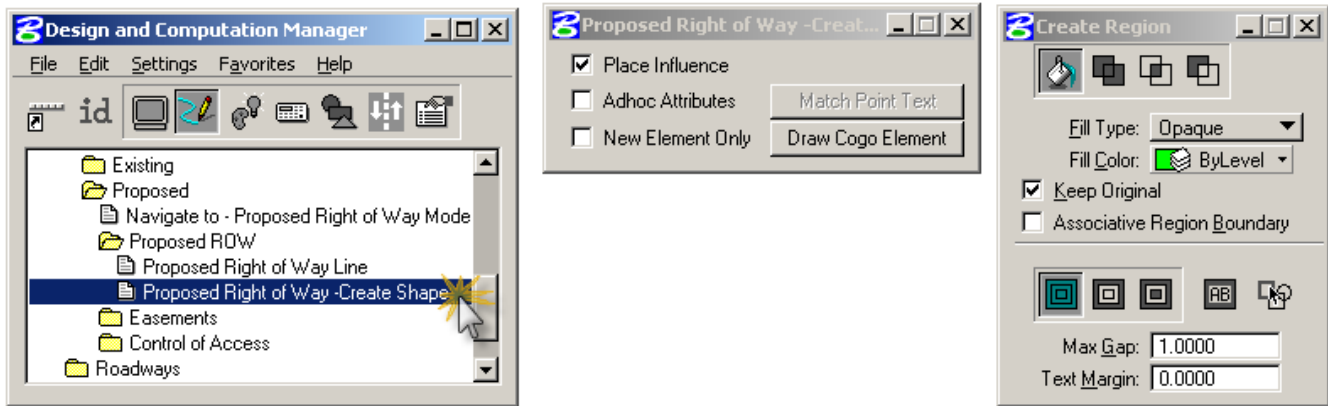 Design and Computation Manager
File Edit Settings Favorites Help
id
Existing
Proposed
Navigate to - Proposed Right of Way Mode
Proposed ROW
Proposed Right of Way Line
Proposed Right of Way -Create Shape
Easements
Control of Access
Roadways
Proposed Right of Way -Creat...
Place Influence
Adhoc Attributes Match Point Text
New Element Only Draw Cogo Element
Create Region
Fill Type: Opaque
Fill Color: ByLevel
Keep Original
Associative Region Boundary
AB
Max Gap: 1.0000
Text Margin: 0.0000